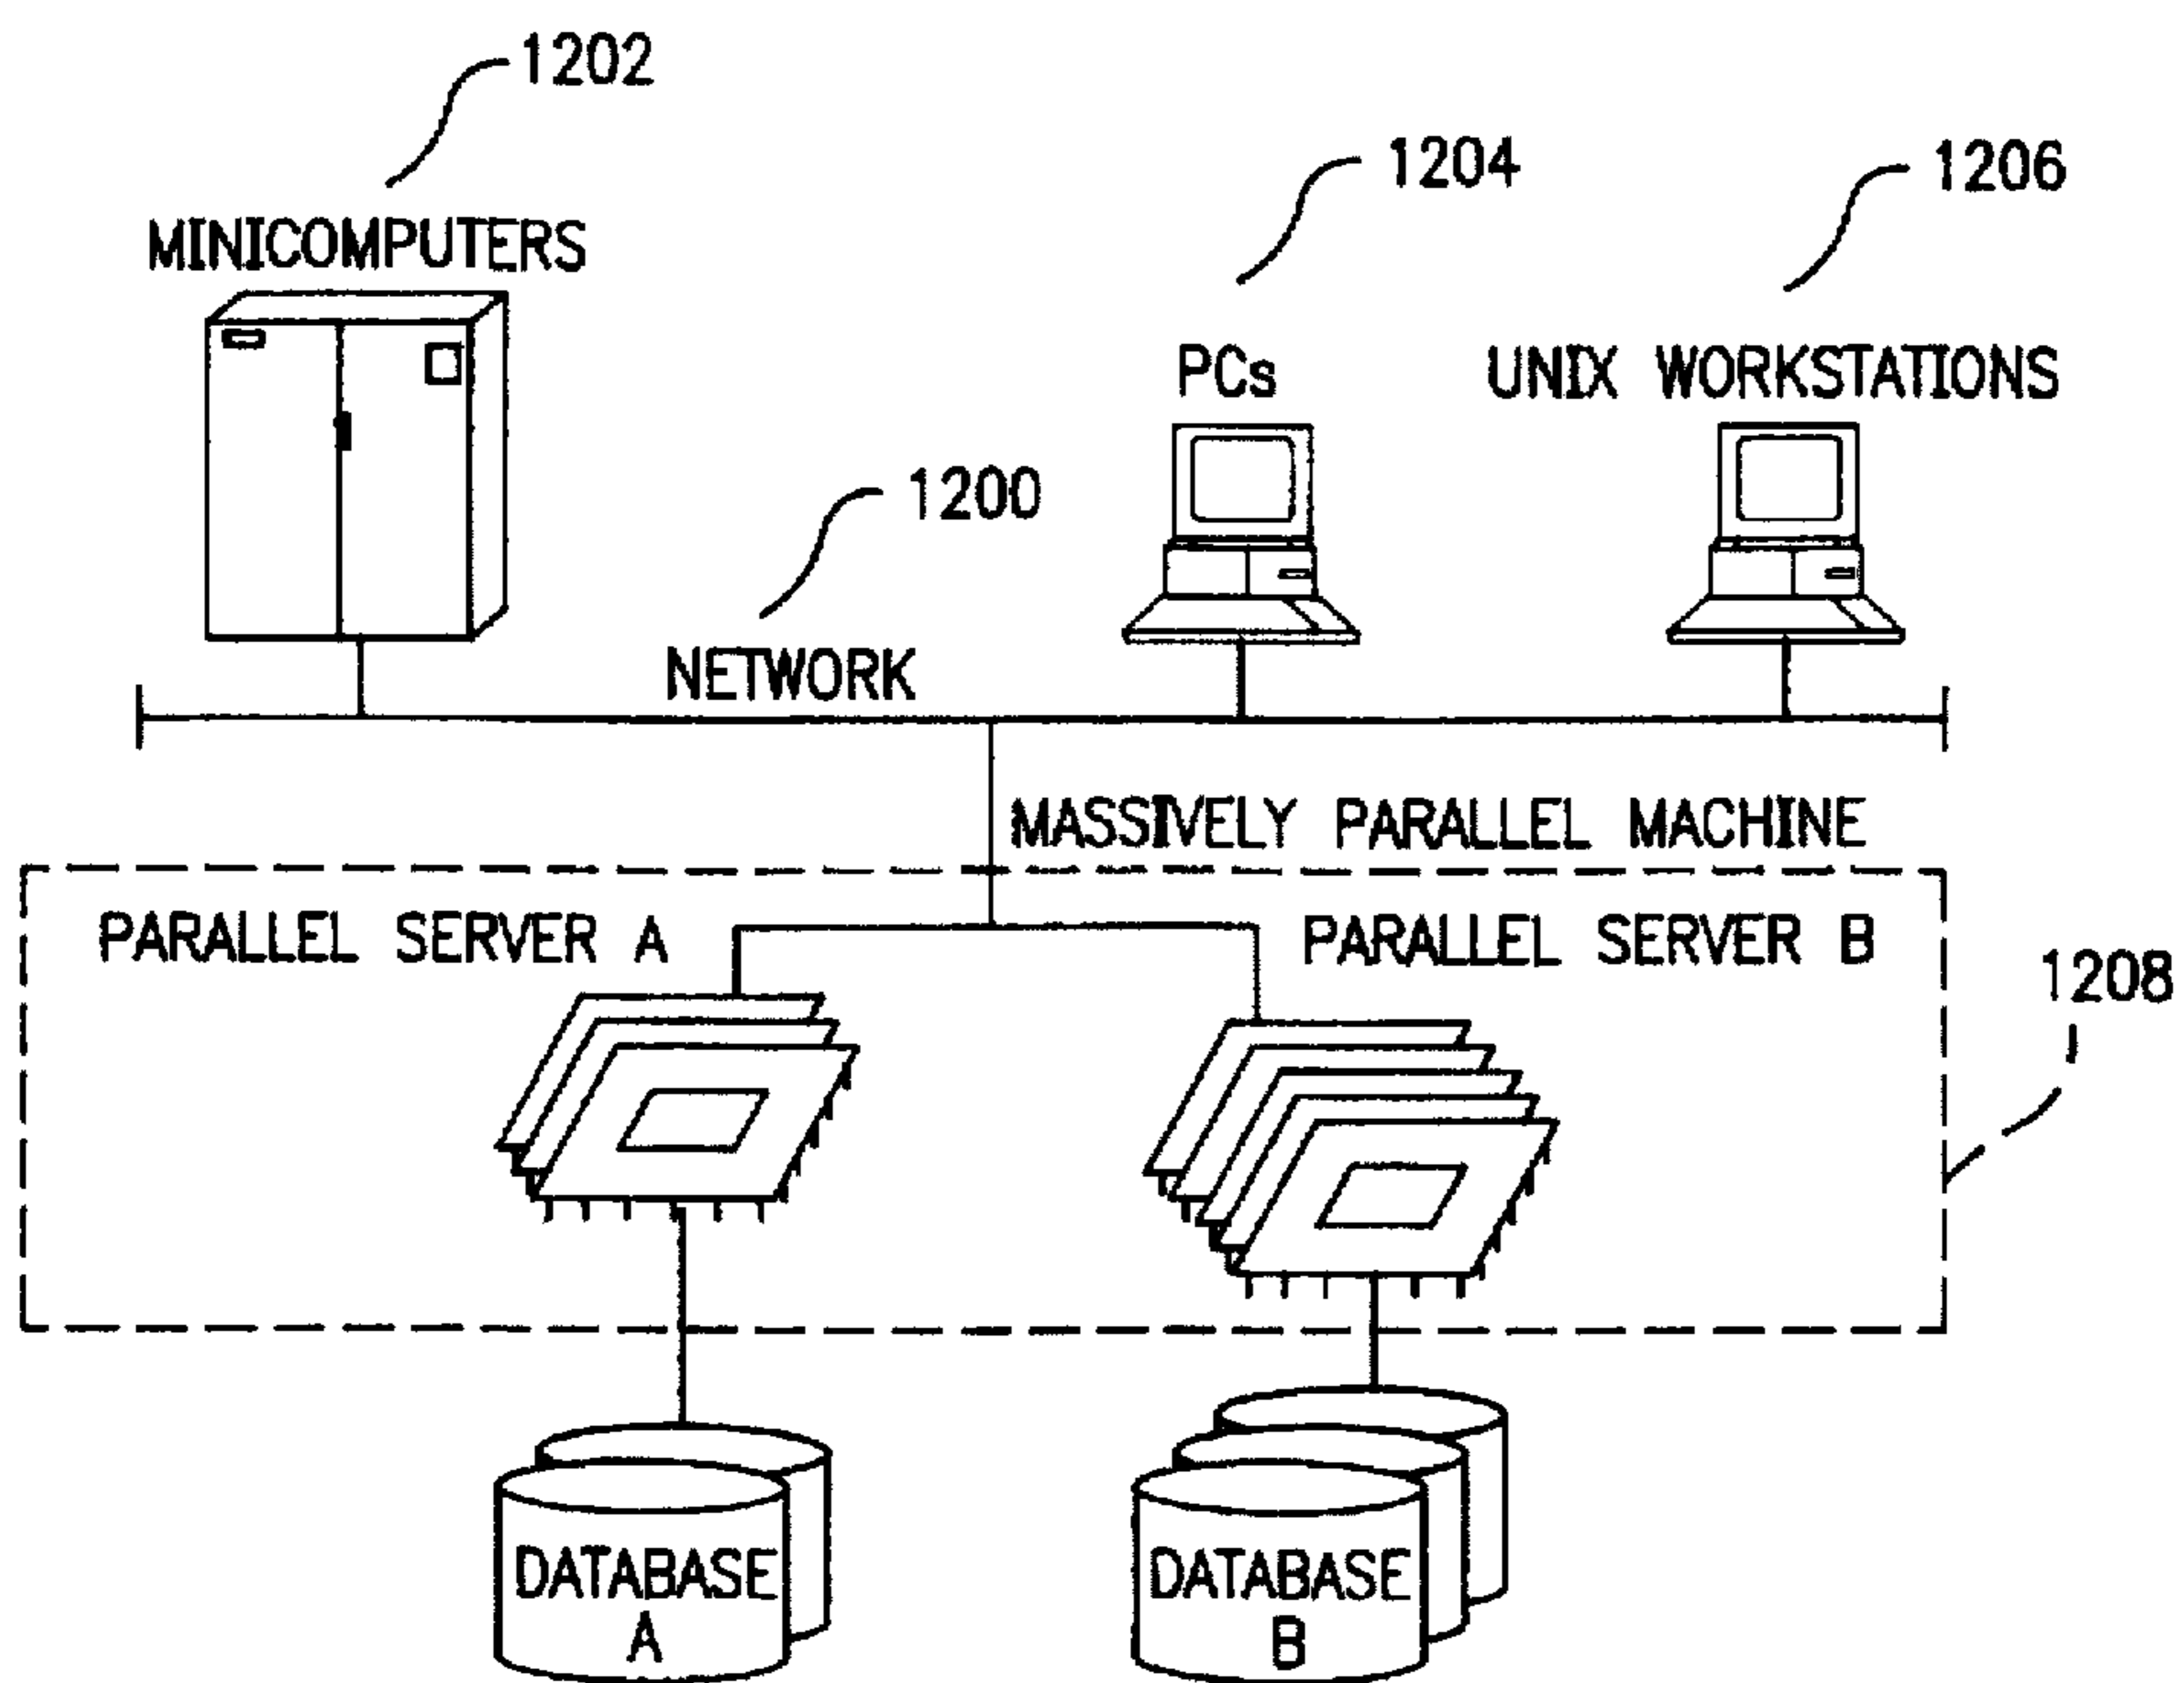 1202
1204
1206
MINICOMPUTERS
PCs
UNIX WORKSTATIONS
1200
NETWORK
MASSIVELY PARALLEL MACHINE
PARALLEL SERVER A
PARALLEL SERVER B
1208
DATABASE
A
DATABASE
B